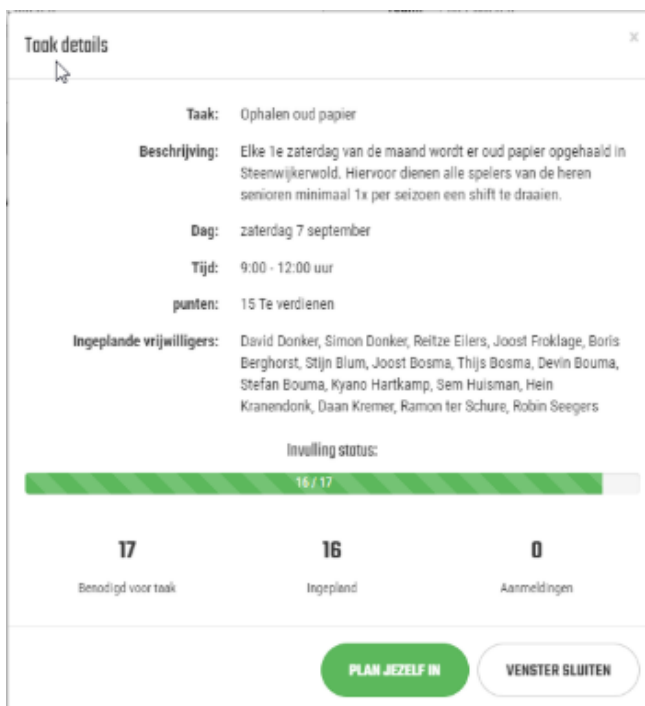 Taak details
×
Taak: Ophalen oud papier
Beschrijving: Elke 1e zaterdag van de maand wordt er oud papier opgehaald in
Steenwijkerwold. Hiervoor dienen alle spelers van de heren
senioren minimaal 1x per seizoen een shift te draaien.
Dag: zaterdag 7 september
Tijd: 9:00 - 12:00 uur
punten: 15 Te verdienen
Ingeplande vrijwilligers: David Donker, Simon Donker, Reitze Eilers, Joost Froklage, Boris
Berghorst, Stijn Blum, Joost Bosma, Thijs Bosma, Devin Bouma,
Stefan Bouma, Kyano Hartkamp, Sem Huisman, Hein
Kranendonk, Daan Kremer, Ramon ter Schure, Robin Seegers
Invulling status:
16 / 17
17 16 0
Benodigd voor taak Ingepland Aanmeldingen
PLAN JEZELF IN VENSTER SLUITEN